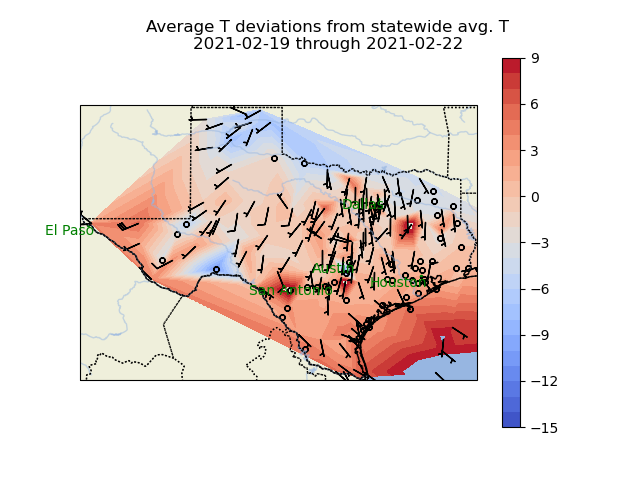 Average T deviations from statewide avg. T
2021-02-19 through 2021-02-22
9
6
3
0
−3
−6
−9
−12
−15
Dallas
El Paso
Austin
San Antonio
Houston